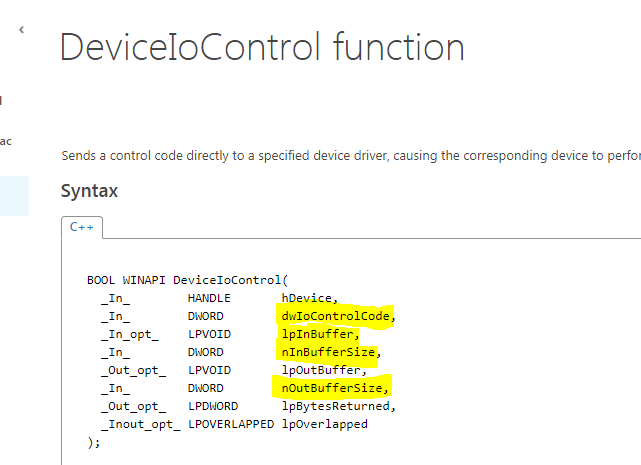 ‹
DeviceIoControl function
ac
Sends a control code directly to a specified device driver, causing the corresponding device to
Syntax
C++
BOOL WINAPI DeviceIoControl(
_In_ HANDLE hDevice,
_In_ DWORD dwIoControlCode,
_In_opt_ LPVOID lpInBuffer,
_In_ DWORD nInBufferSize,
_Out_opt_ LPVOID lpOutBuffer,
_In_ DWORD nOutBufferSize,
_Out_opt_ LPDWORD lpBytesReturned,
_Inout_opt_ LPOVERLAPPED lpOverlapped
);